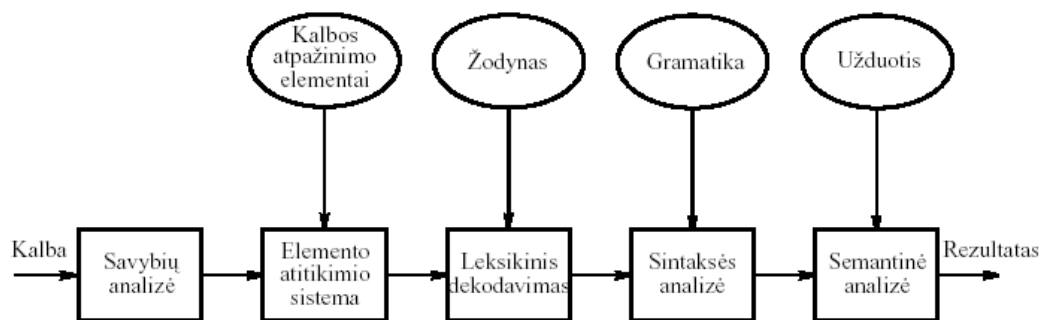 Kalbos
atpažinimo
elementai
Žodynas
Gramatika
Užduotis
Kalba
Savybių
analizė
Elemento
atitikimio
sistema
Leksikinis
dekodavimas
Sintaksės
analizė
Semantinė
analizė
Rezultatas